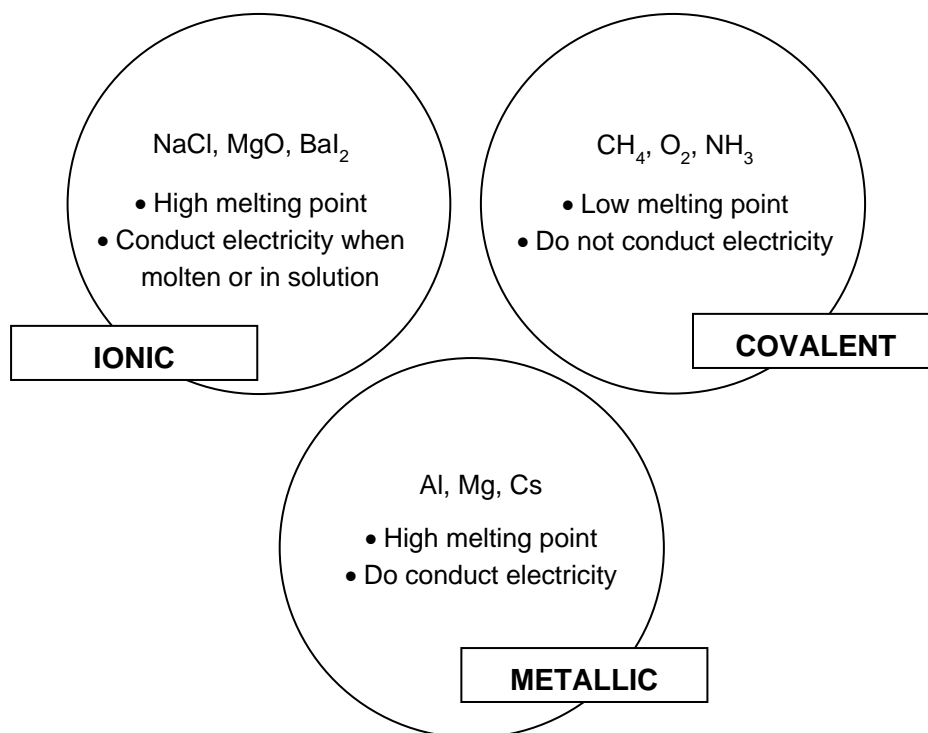 NaCl, MgO, BaI₂
• High melting point
• Conduct electricity when
molten or in solution
IONIC
CH₄, O₂, NH₃
• Low melting point
• Do not conduct electricity
COVALENT
Al, Mg, Cs
• High melting point
• Do conduct electricity
METALLIC